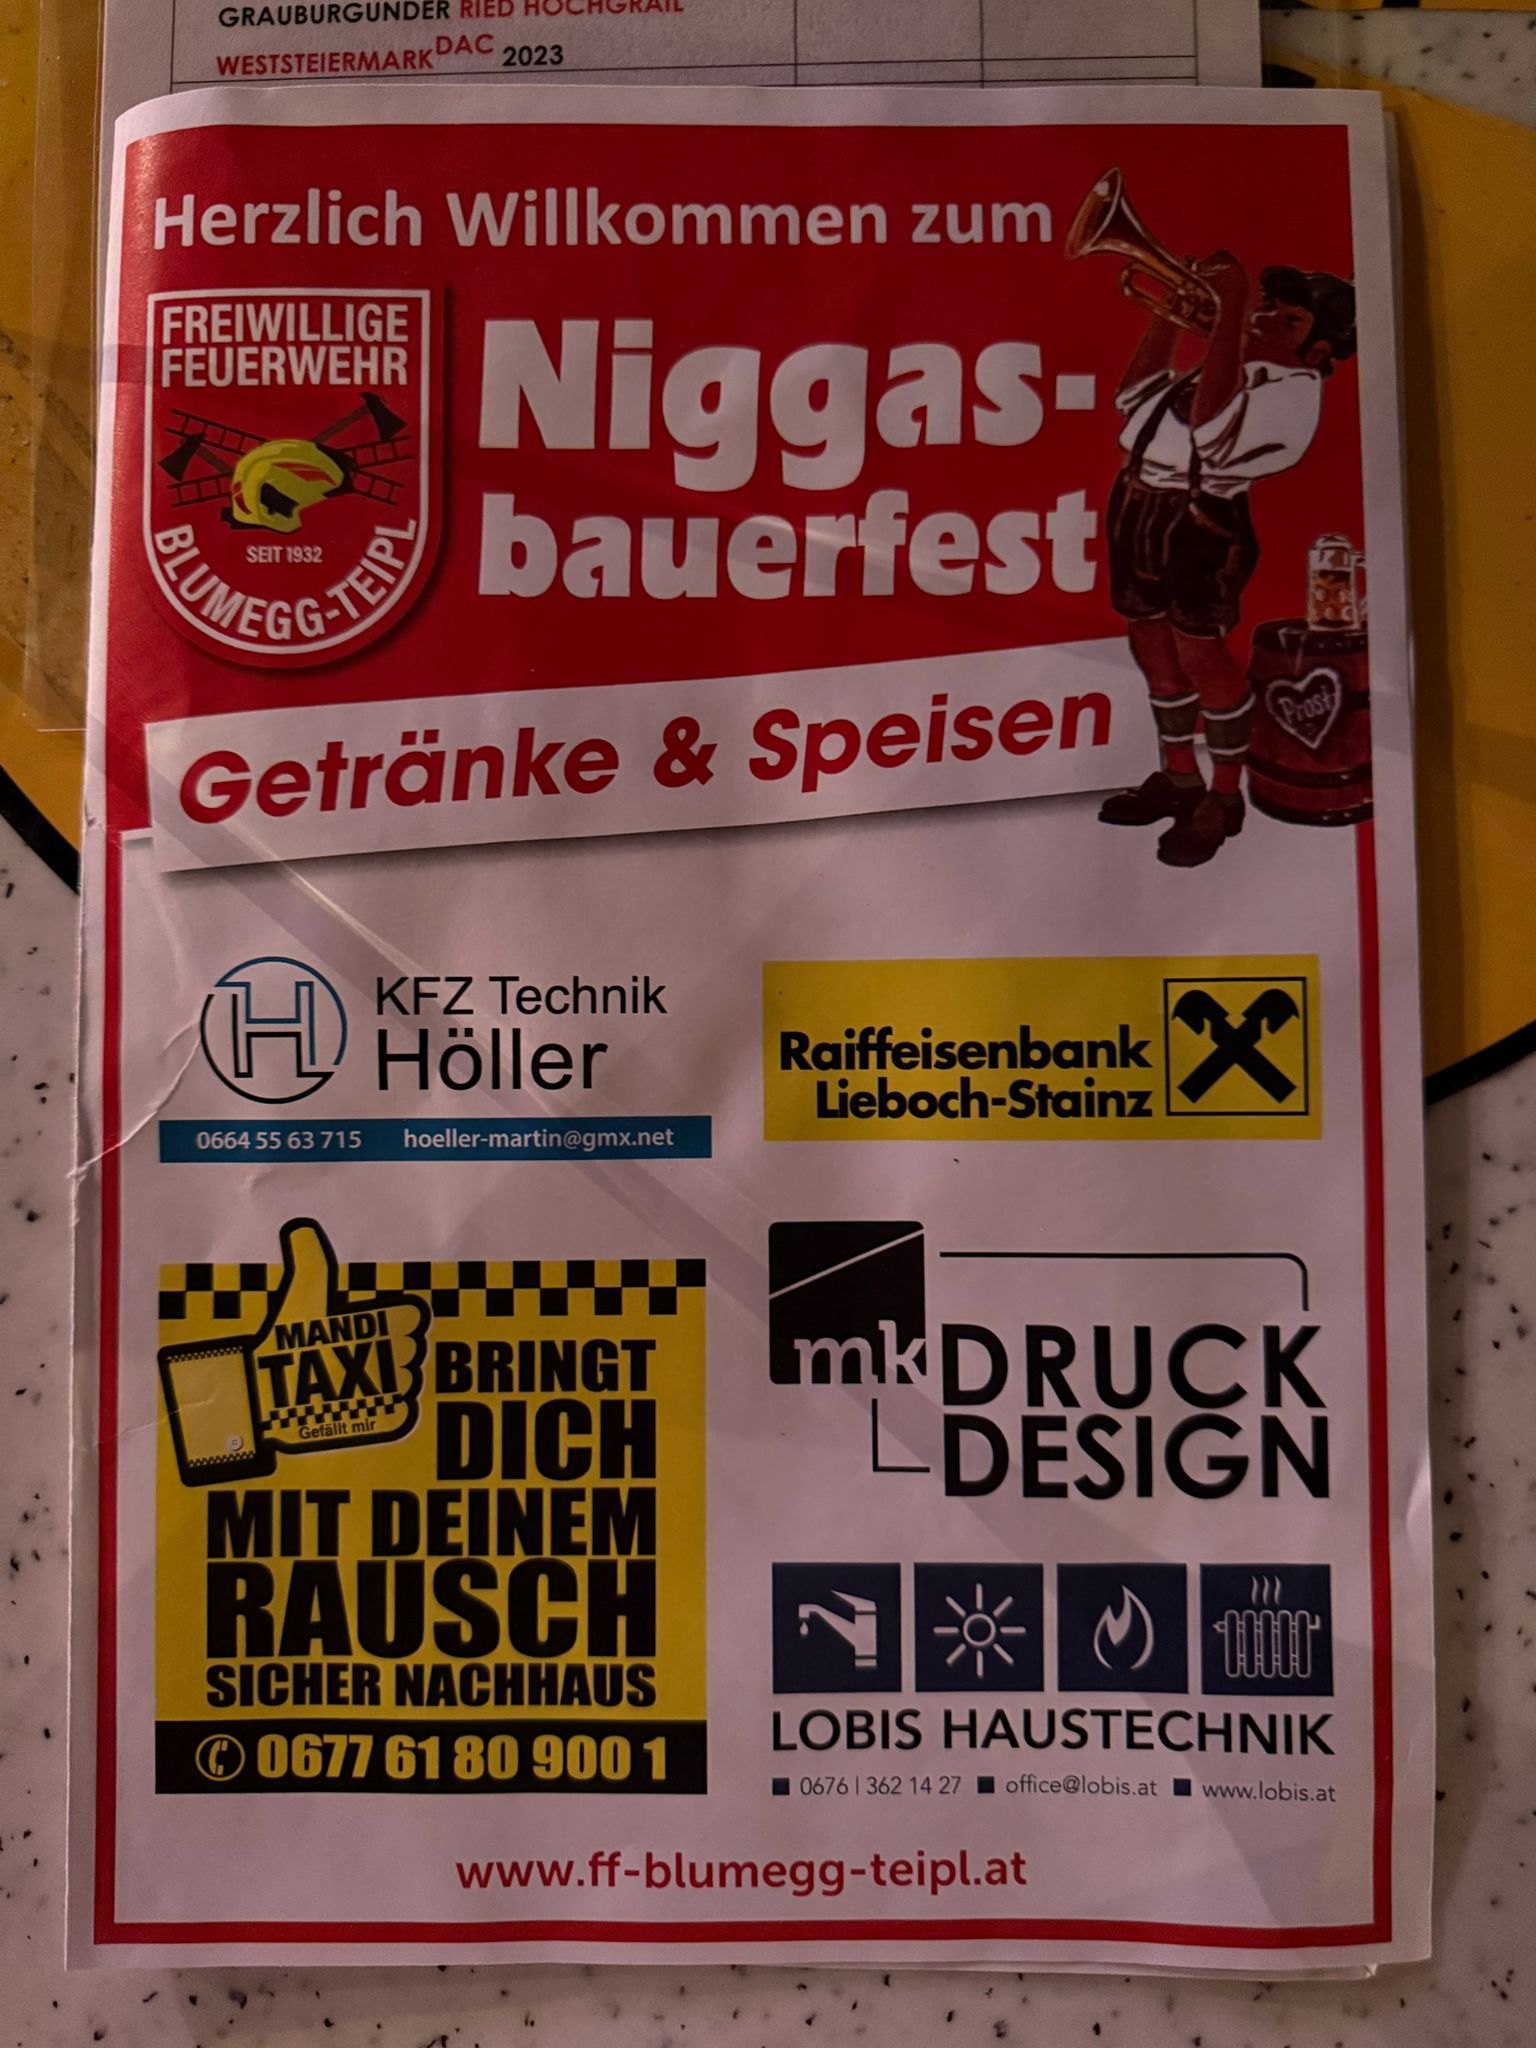 GRAUBURGUNDER RIED HOCHGRAIL
WESTSTEIERMARK DAC 2023
Herzlich Willkommen zum
FREIWILLIGE
FEUERWEHR
SEIT 1932
BLUMEGG-TEIPL
Niggas-
bauerfest
Prost
Getränke & Speisen
H
KFZ Technik
Höller
0664 55 63 715 hoeller-martin@gmx.net
Raiffeisenbank
Lieboch-Stainz
MANDI
TAXI
Gefällt mir
BRINGT
DICH
MIT DEINEM
RAUSCH
SICHER NACHHAUS
0677 61 80 900 1
mk DRUCK
DESIGN
LOBIS HAUSTECHNIK
0676 | 362 14 27 office@lobis.at www.lobis.at
www.ff-blumegg-teipl.at